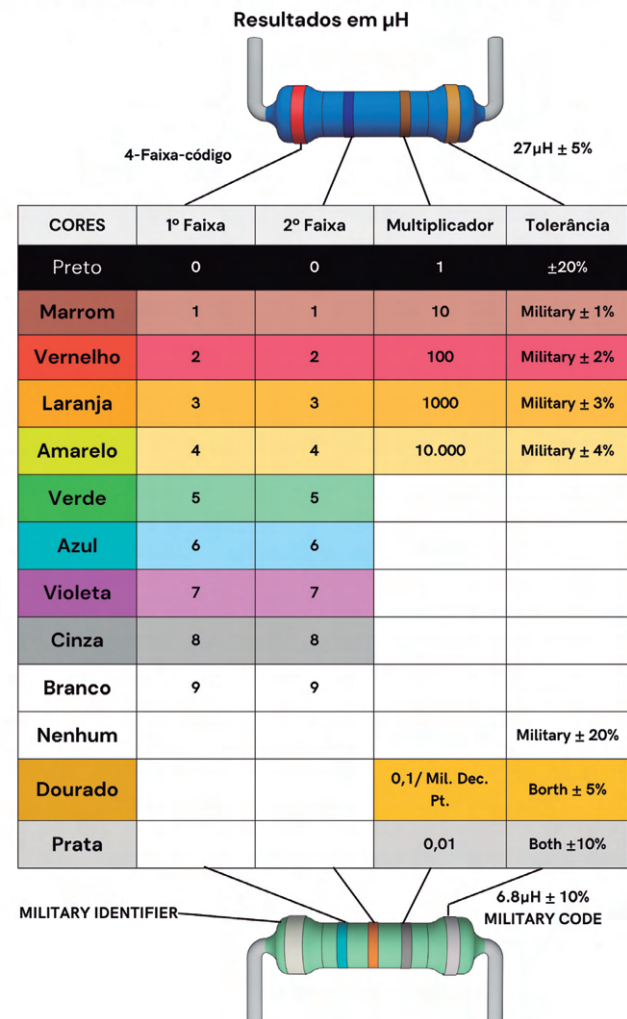 Resultados em µH
4-Faixa-código
27µH ± 5%
CORES 1º Faixa 2º Faixa Multiplicador Tolerância
Preto 0 0 1 ±20%
Marrom 1 1 10 Military ± 1%
Vernelho 2 2 100 Military ± 2%
Laranja 3 3 1000 Military ± 3%
Amarelo 4 4 10.000 Military ± 4%
Verde 5 5
Azul 6 6
Violeta 7 7
Cinza 8 8
Branco 9 9
Nenhum Military ± 20%
Dourado 0,1/ Mil. Dec. Borth ± 5%
Pt.
Prata 0,01 Both ±10%
MILITARY IDENTIFIER
6.8µH ± 10%
MILITARY CODE